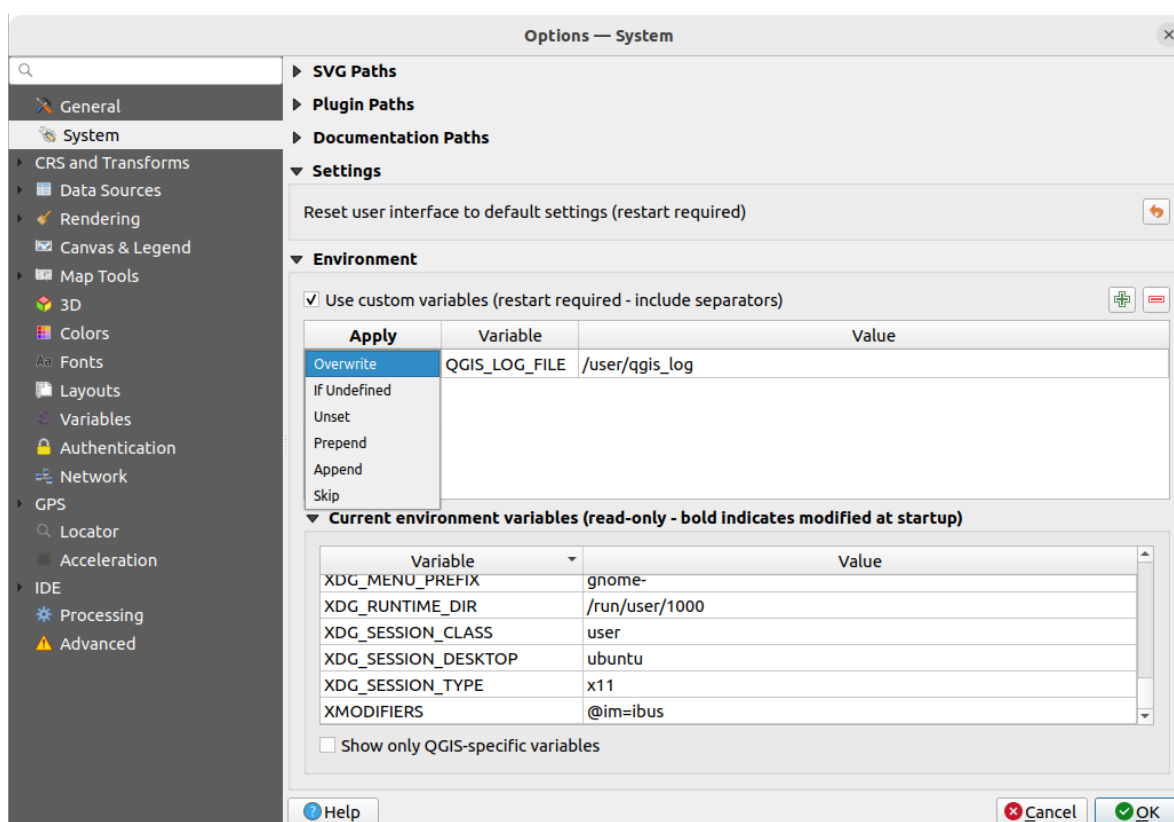 Options — System
General
System
CRS and Transforms
Data Sources
Rendering
Canvas & Legend
Map Tools
3D
Colors
Aa Fonts
Layouts
Variables
Authentication
Network
GPS
Locator
Acceleration
IDE
Processing
Advanced
SVG Paths
Plugin Paths
Documentation Paths
Settings
Reset user interface to default settings (restart required)
Environment
Use custom variables (restart required - include separators)
Apply Variable Value
Overwrite QGIS_LOG_FILE /user/qgis_log
If Undefined
Unset
Prepend
Append
Skip
Current environment variables (read-only - bold indicates modified at startup)
Variable Value
XDG_MENU_PREFIX gnome-
XDG_RUNTIME_DIR /run/user/1000
XDG_SESSION_CLASS user
XDG_SESSION_DESKTOP ubuntu
XDG_SESSION_TYPE x11
XMODIFIERS @im=ibus
Show only QGIS-specific variables
Help Cancel OK